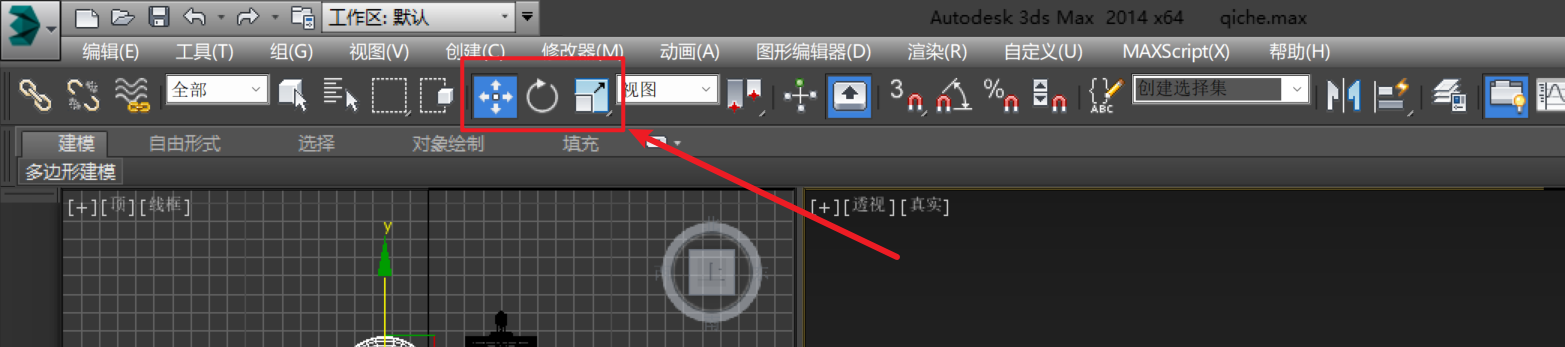 工作区: 默认
Autodesk 3ds Max 2014 x64 qiche.max
编辑(E) 工具(T) 组(G) 视图(V) 创建(C) 修改器(M) 动画(A) 图形编辑器(D) 渲染(R) 自定义(U) MAXScript(X) 帮助(H)
全部 视图 3 % ABC 创建选择集
建模 自由形式 选择 对象绘制 填充
多边形建模
[+][顶][线框] [+][透视][真实]
y
上